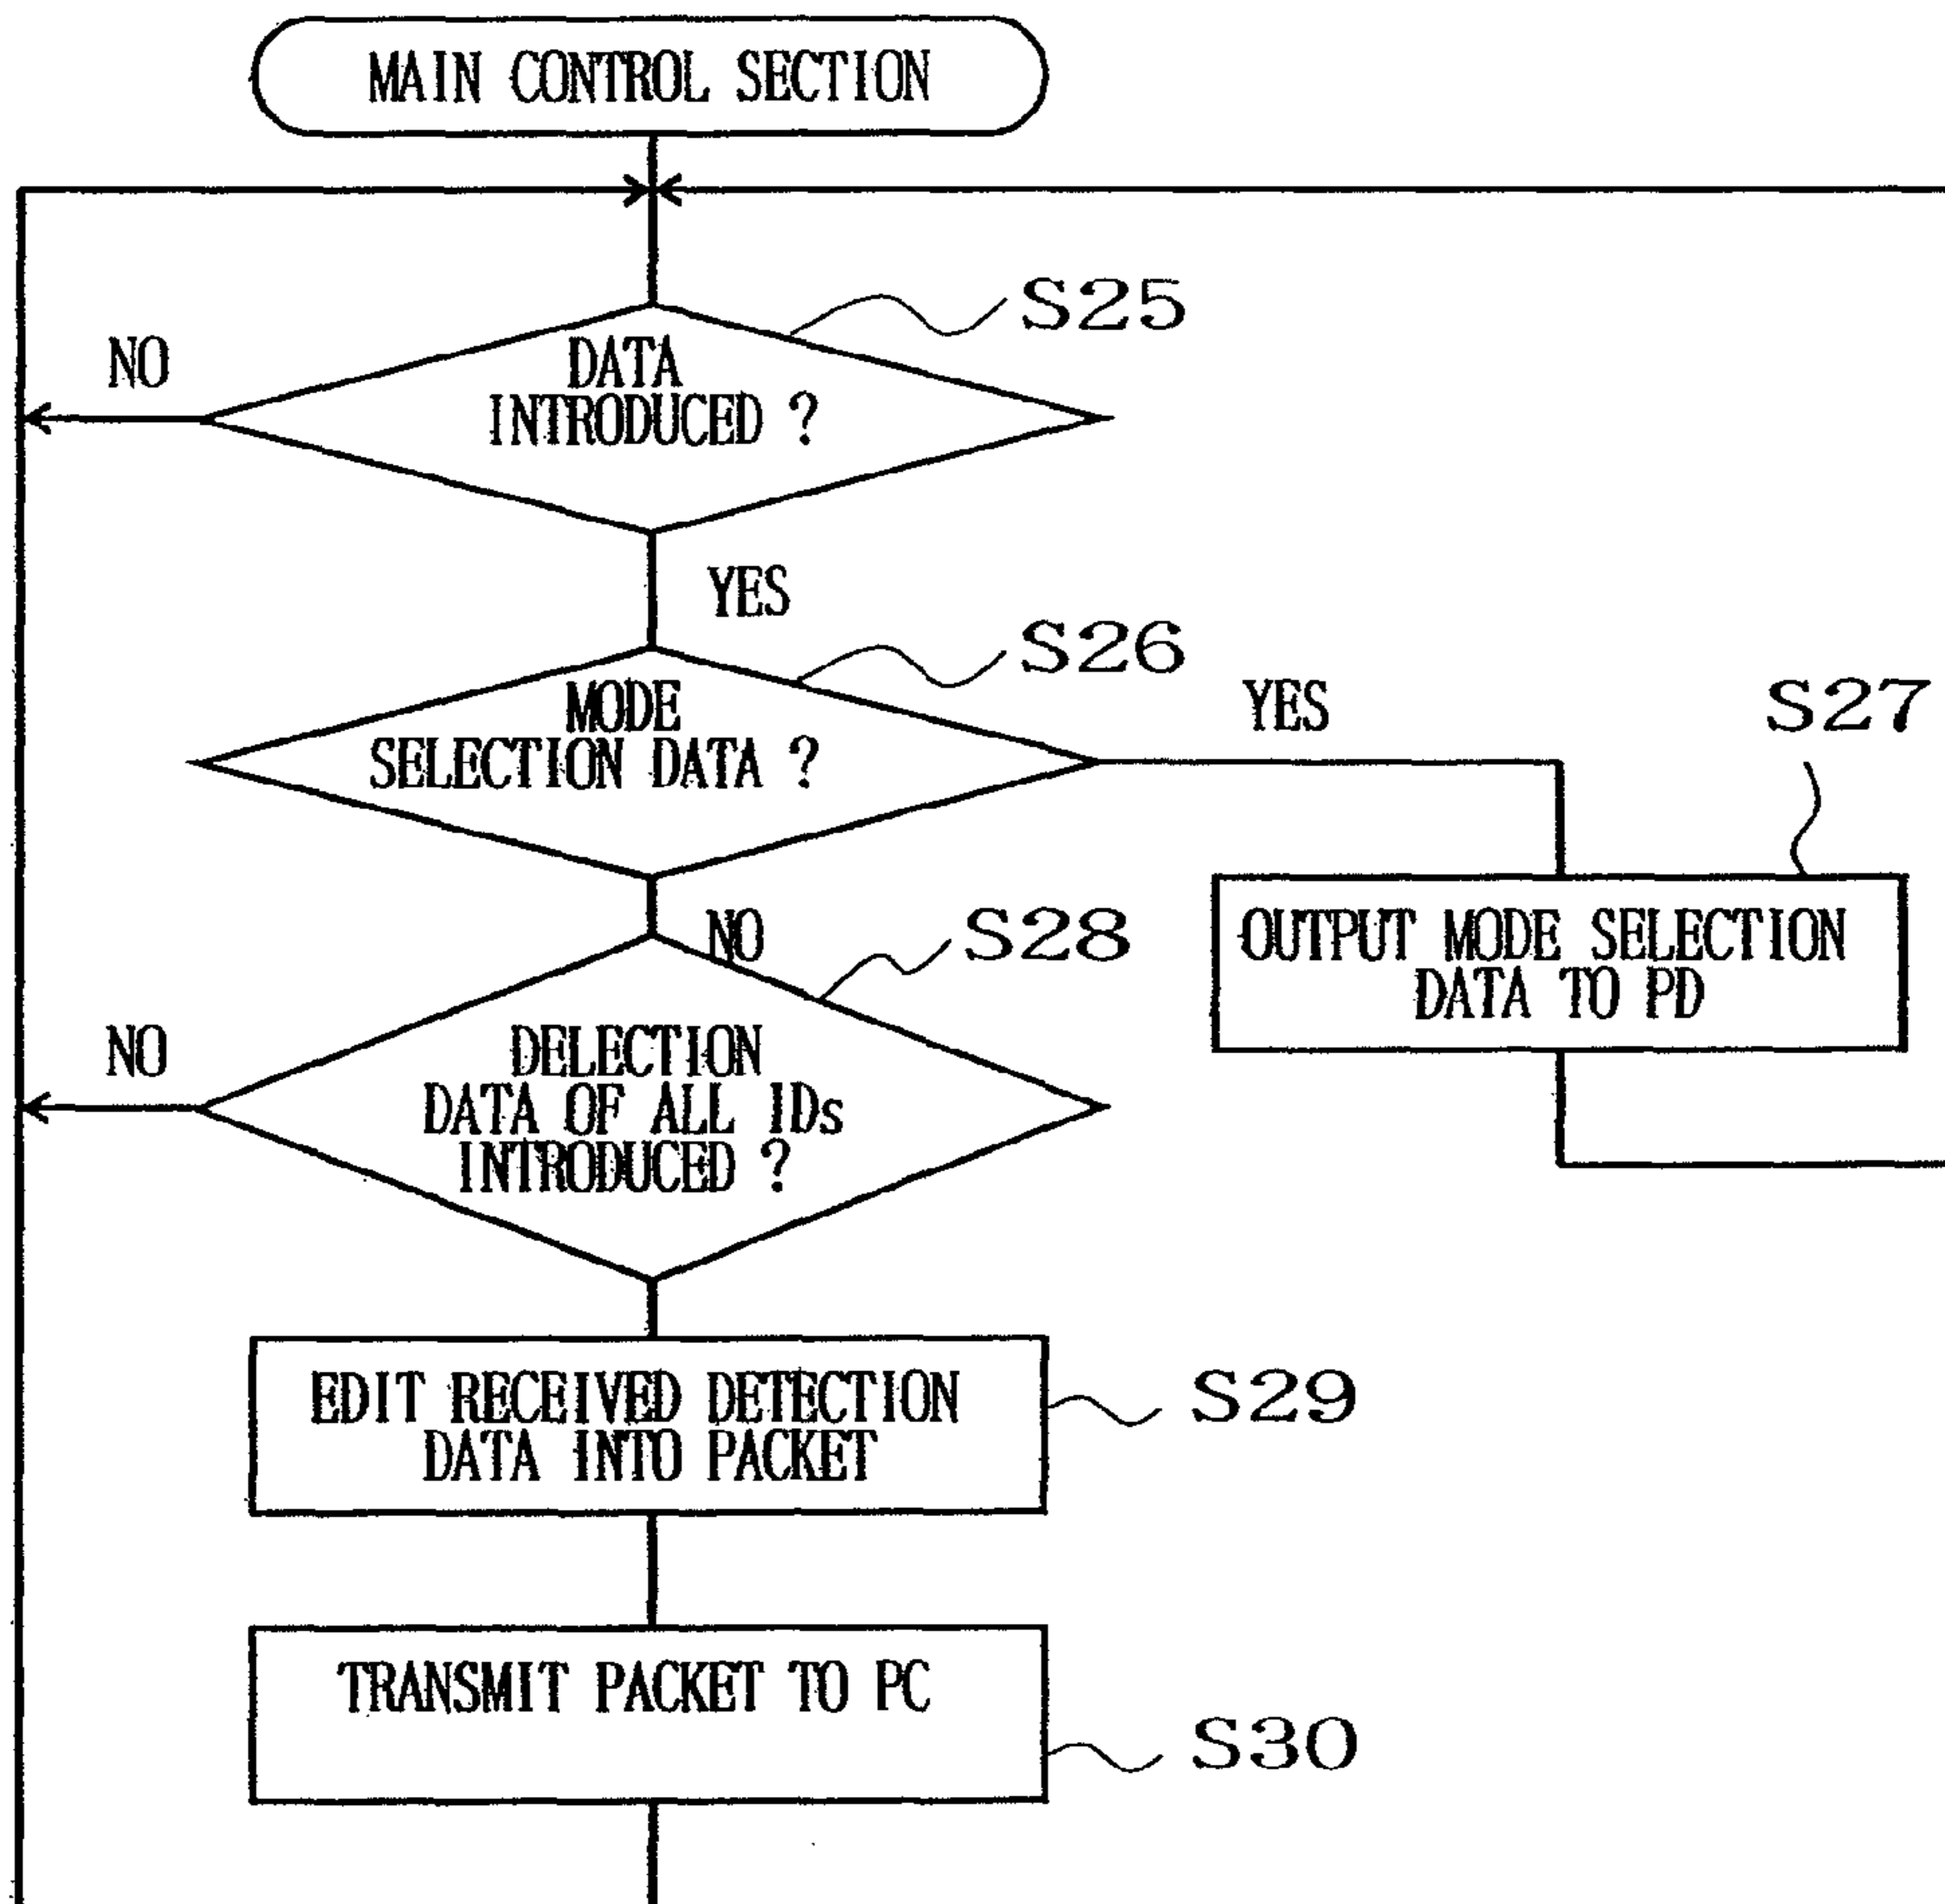 MAIN CONTROL SECTION
S25
NO
DATA
INTRODUCED ?
YES
S26
MODE
SELECTION DATA ?
YES
S27
NO
S28
OUTPUT MODE SELECTION
DATA TO PD
NO
DELECTION
DATA OF ALL IDs
INTRODUCED ?
EDIT RECEIVED DETECTION
DATA INTO PACKET
S29
TRANSMIT PACKET TO PC
S30